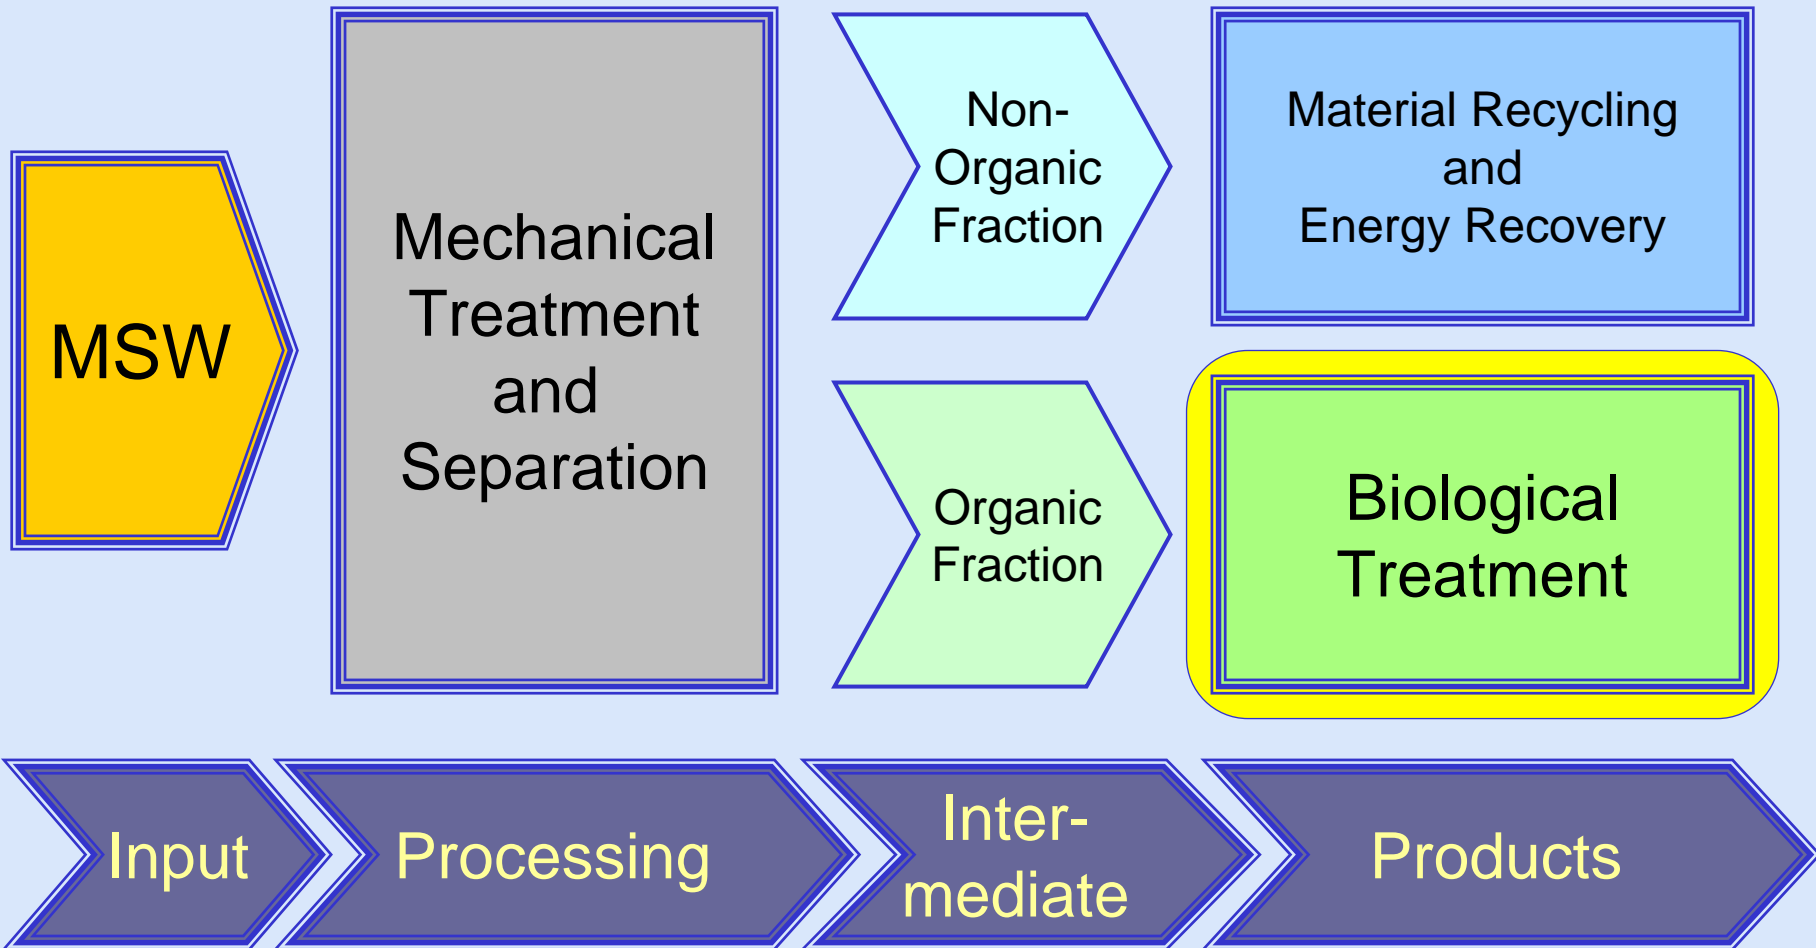 MSW
Mechanical
Treatment
and
Separation
Non-
Organic
Fraction
Material Recycling
and
Energy Recovery
Organic
Fraction
Biological
Treatment
Input
Processing
Inter-
mediate
Products